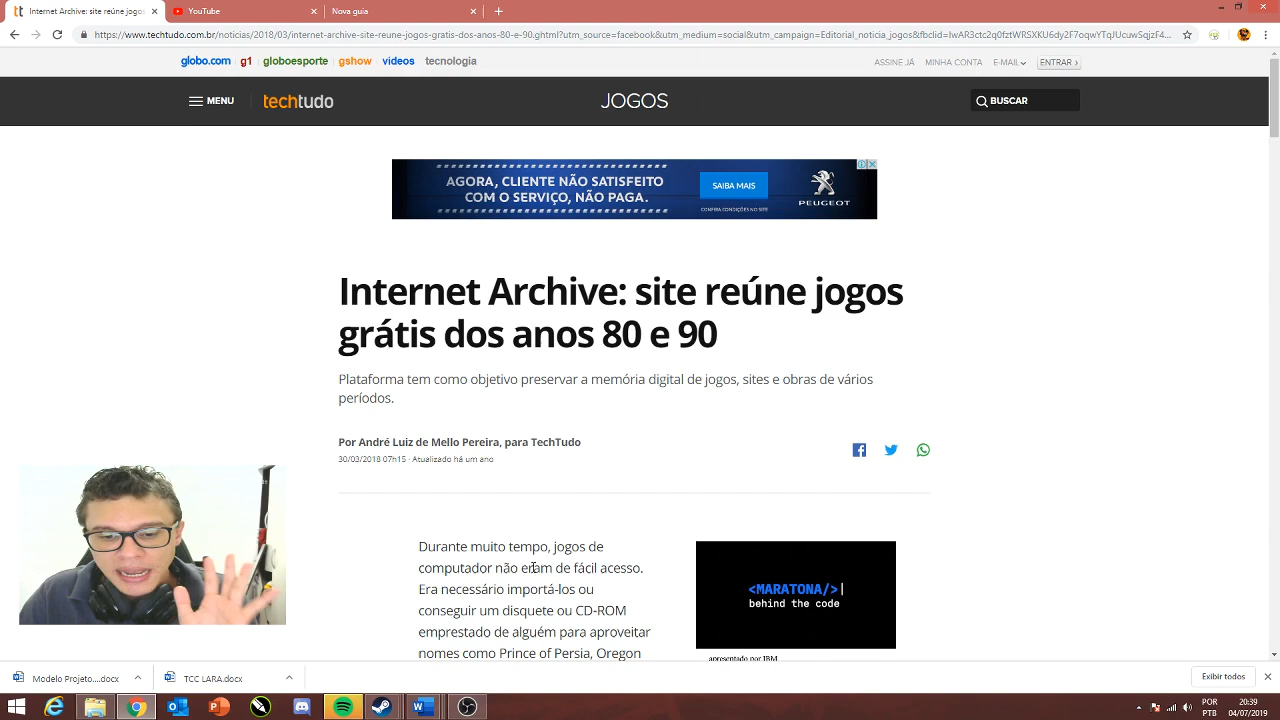 Internet Archive: site reúne jogos
YouTube
Nova guia
https://www.techtudo.com.br/noticias/2018/03/internet-archive-site-reune-jogos-gratis-dos-anos-80-e-90.ghtml?utm_source=facebook&utm_medium=social&utm_campaign=Editorial_noticia_jogos&fbclid=
globo.com g1 globoesporte gshow videos tecnologia
ASSINE JÁ MINHA CONTA E-MAIL ENTRAR ›
MENU techtudo JOGOS BUSCAR
AGORA, CLIENTE NÃO SATISFEITO
COM O SERVIÇO, NÃO PAGA.
SAIBA MAIS
CONFIRA CONDIÇÕES NO SITE
PEUGEOT
Internet Archive: site reúne jogos
grátis dos anos 80 e 90
Plataforma tem como objetivo preservar a memória digital de jogos, sites e obras de vários
períodos.
Por André Luiz de Mello Pereira, para TechTudo
30/03/2018 07h15 · Atualizado há um ano
Durante muito tempo, jogos de
computador não eram de fácil acesso.
Era necessário importá-los ou
conseguir um disquete ou CD-ROM
emprestado de alguém para aproveitar
nomes como Prince of Persia, Oregon
<MARATONA/>|
behind the code
apresentado por IBM
Modelo Projeto....docx
TCC LARA.docx
Exibir todos
POR
PTB
20:39
04/07/2019